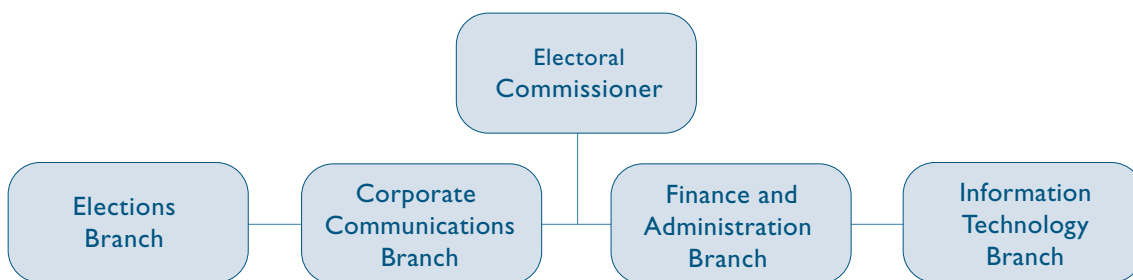 Electoral
Commissioner
Elections
Branch
Corporate
Communications
Branch
Finance and
Administration
Branch
Information
Technology
Branch